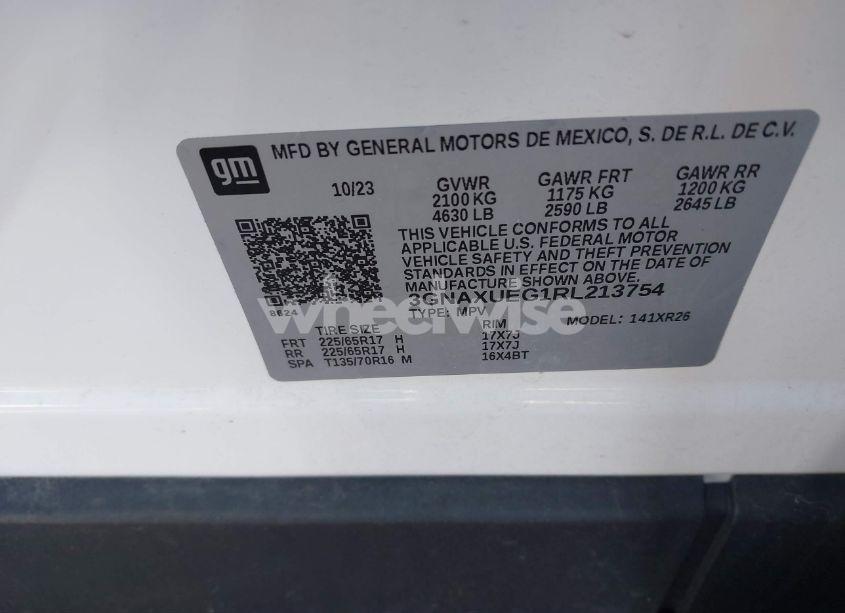 gm MFD BY GENERAL MOTORS DE MEXICO, S. DE R.L. DE C.V.
10/23 GVWR GAWR FRT GAWR RR
2100 KG 1175 KG 1200 KG
4630 LB 2590 LB 2645 LB
THIS VEHICLE CONFORMS TO ALL
APPLICABLE U.S. FEDERAL MOTOR
VEHICLE SAFETY AND THEFT PREVENTION
STANDARDS IN EFFECT ON THE DATE OF
MANUFACTURE SHOWN ABOVE.
3GNAXUEG1RL213754
8624 TYPE: MPV MODEL: 141XR26
wheelwise
TIRE SIZE RIM
FRT 225/65R17 H 17X7J
RR 225/65R17 H 17X7J
SPA T135/70R16 M 16X4BT